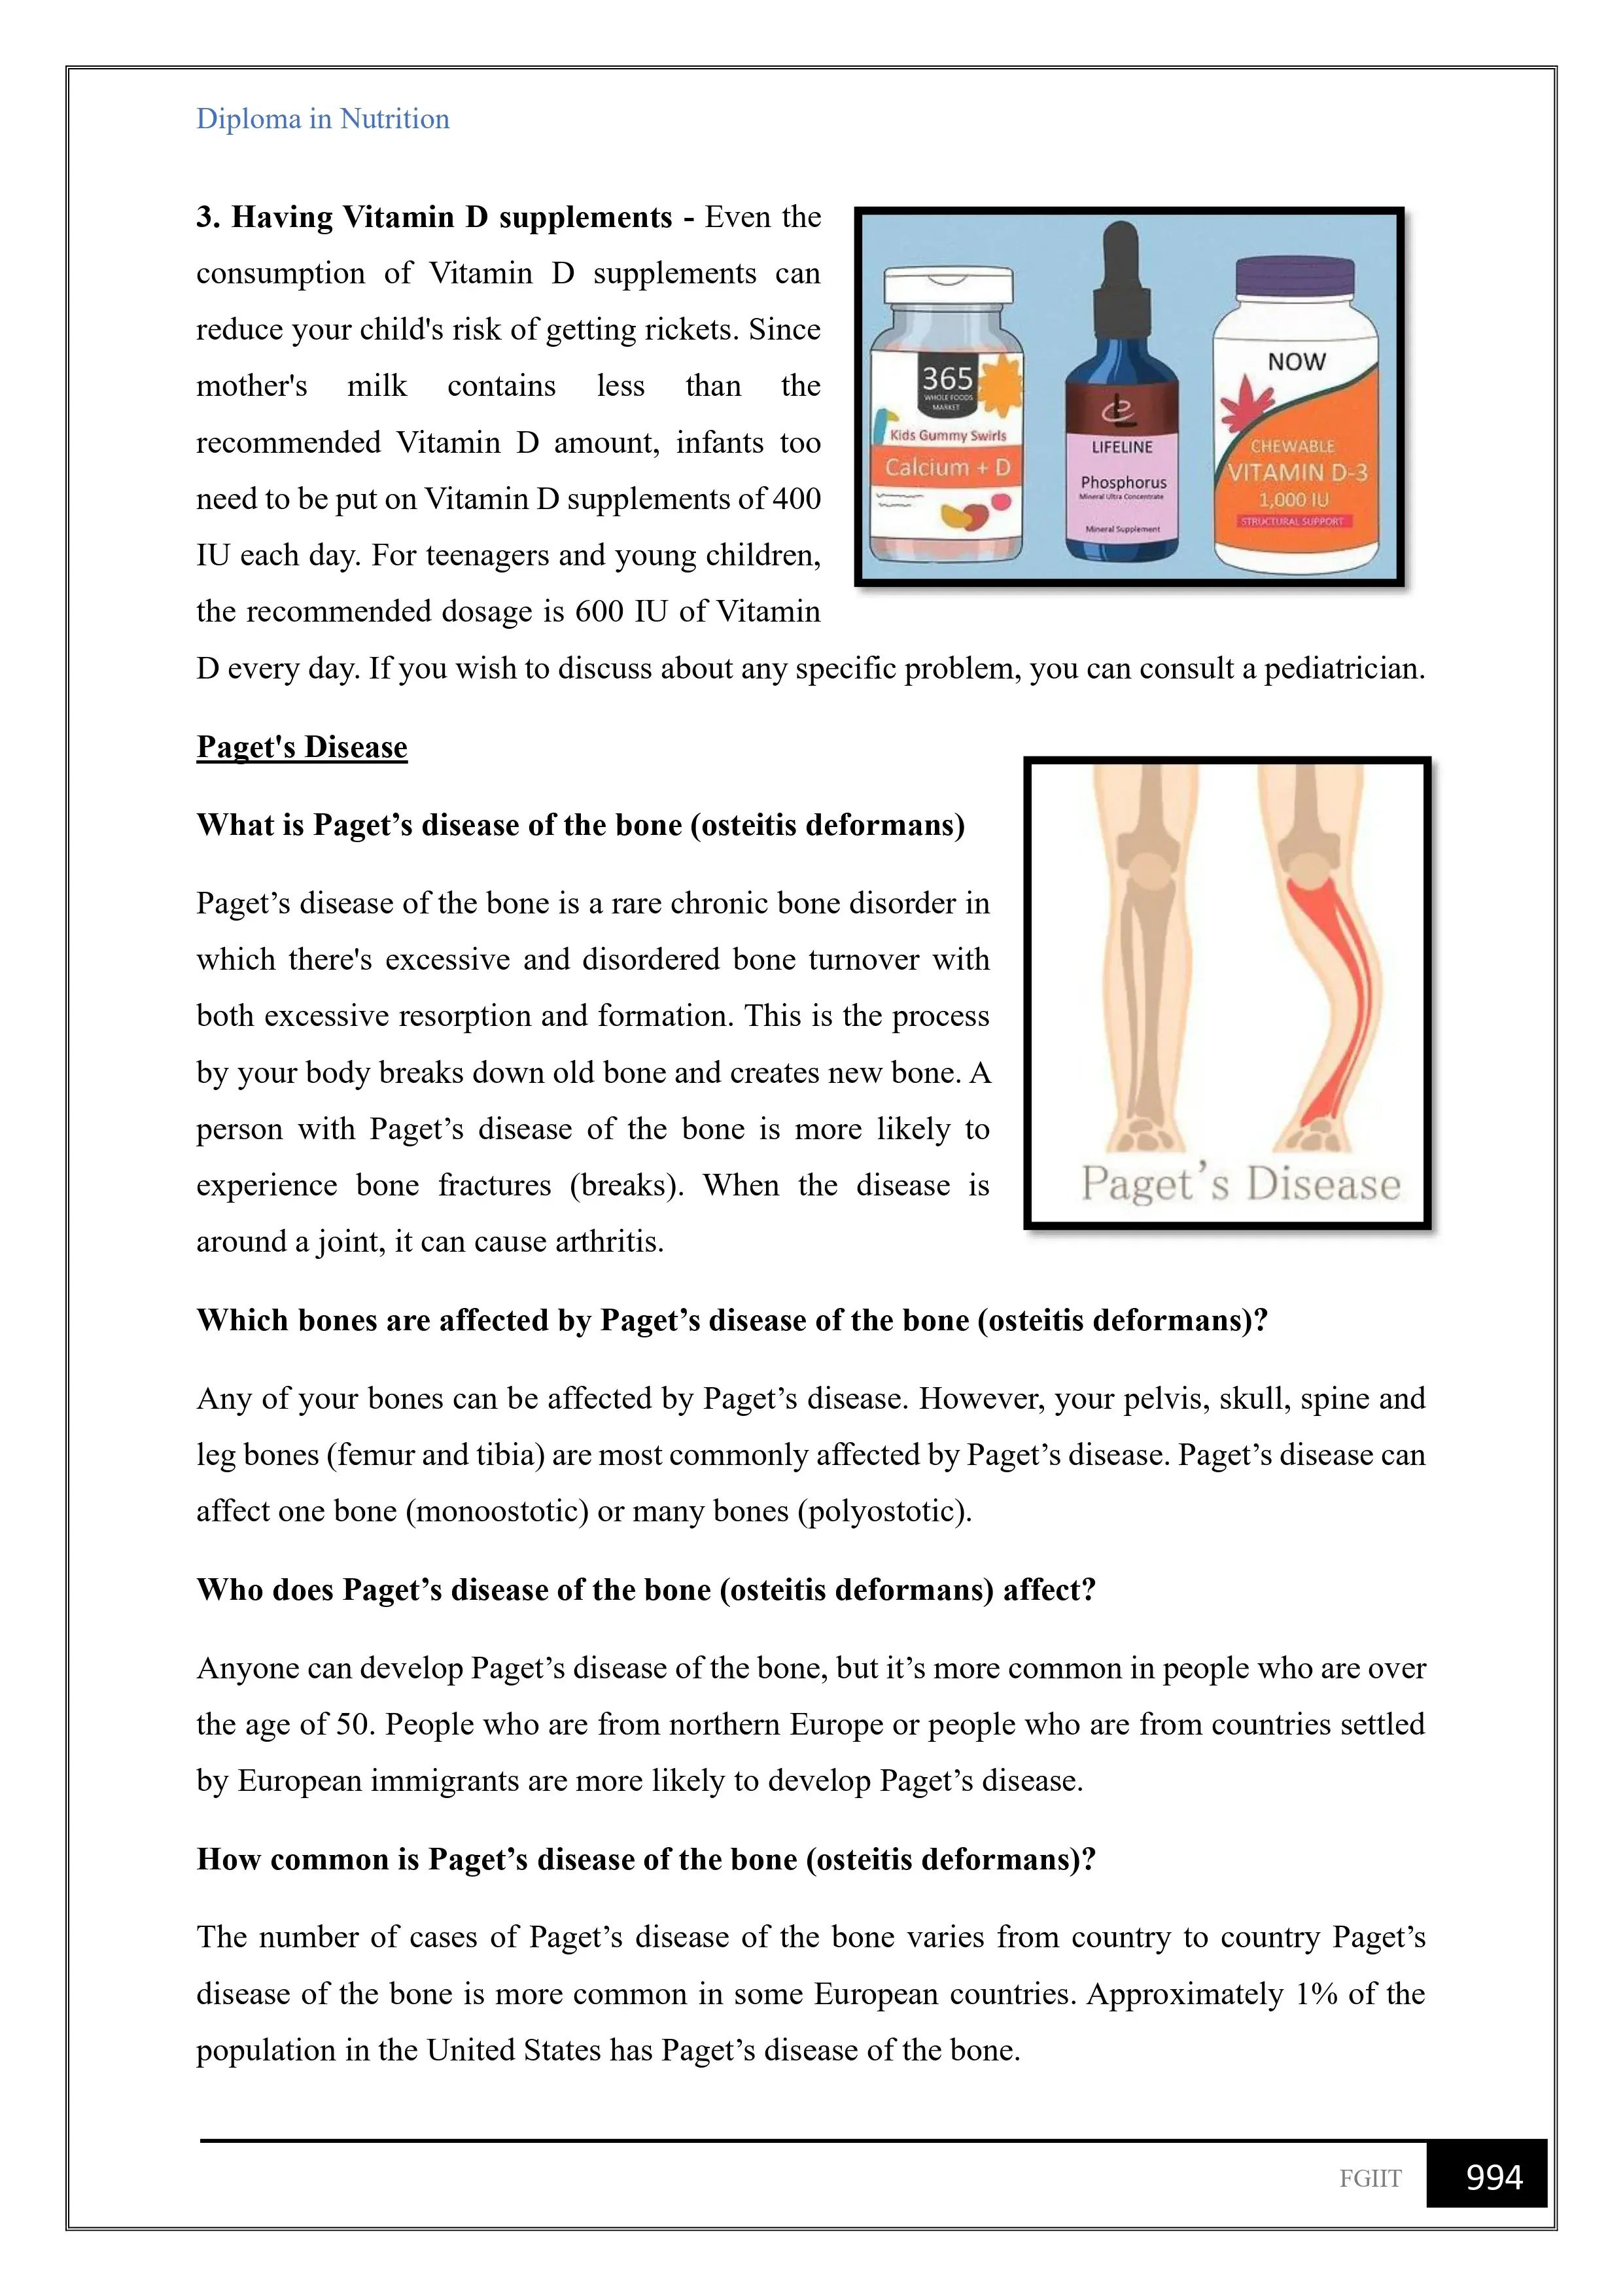 Diploma in Nutrition
3. Having Vitamin D supplements - Even the
consumption of Vitamin D supplements can
reduce your child's risk of getting rickets. Since
mother's milk contains less than the
recommended Vitamin D amount, infants too
need to be put on Vitamin D supplements of 400
IU each day. For teenagers and young children,
the recommended dosage is 600 IU of Vitamin
D every day. If you wish to discuss about any specific problem, you can consult a pediatrician.
365
WHOLE FOODS
MARKET
Kids Gummy Swirls
Calcium + D
LIFELINE
Phosphorus
Mineral Ultra Concentrate
Mineral Supplement
NOW
CHEWABLE
VITAMIN D-3
1,000 IU
STRUCTURAL SUPPORT
Paget's Disease
What is Paget’s disease of the bone (osteitis deformans)
Paget’s disease of the bone is a rare chronic bone disorder in
which there's excessive and disordered bone turnover with
both excessive resorption and formation. This is the process
by your body breaks down old bone and creates new bone. A
person with Paget’s disease of the bone is more likely to
experience bone fractures (breaks). When the disease is
around a joint, it can cause arthritis.
Paget’s Disease
Which bones are affected by Paget’s disease of the bone (osteitis deformans)?
Any of your bones can be affected by Paget’s disease. However, your pelvis, skull, spine and
leg bones (femur and tibia) are most commonly affected by Paget’s disease. Paget’s disease can
affect one bone (monoostotic) or many bones (polyostotic).
Who does Paget’s disease of the bone (osteitis deformans) affect?
Anyone can develop Paget’s disease of the bone, but it’s more common in people who are over
the age of 50. People who are from northern Europe or people who are from countries settled
by European immigrants are more likely to develop Paget’s disease.
How common is Paget’s disease of the bone (osteitis deformans)?
The number of cases of Paget’s disease of the bone varies from country to country Paget’s
disease of the bone is more common in some European countries. Approximately 1% of the
population in the United States has Paget’s disease of the bone.
FGIIT
994